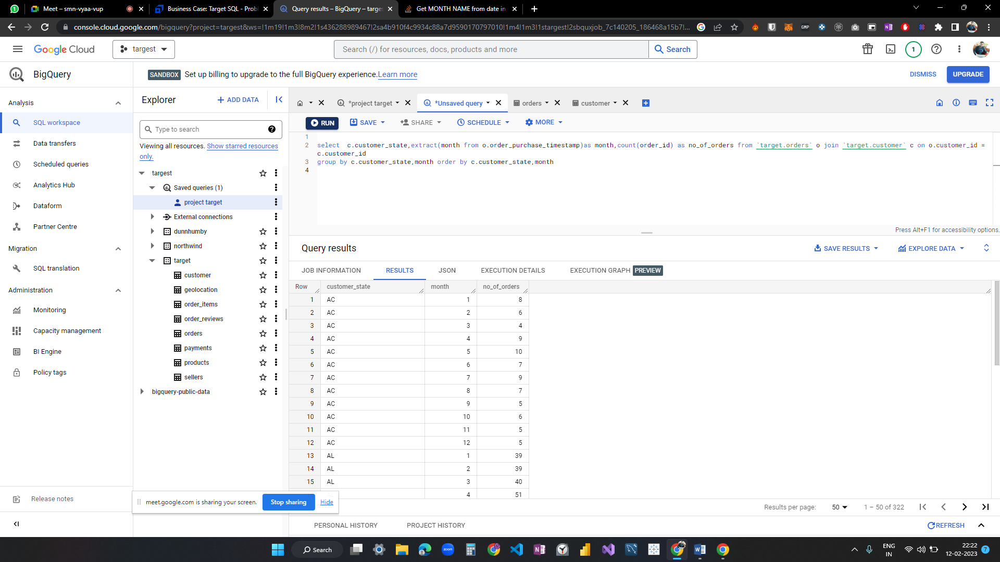 Meet – smn-vyaa-vup
Business Case: Target SQL - Prob
Query results – BigQuery – targes
Get MONTH NAME from date in
console.cloud.google.com/bigquery?project=targest&ws=!1m19!1m3!8m2!1s436288989467!2sa4b910f4c9934c88a7d9590170797010!1m4!1m3!1stargest!2sbquxjob_7c140205_186468a15b7!...
Google Cloud
targest
Search (/) for resources, docs, products and more
Search
1
BigQuery
SANDBOX Set up billing to upgrade to the full BigQuery experience. Learn more
DISMISS
UPGRADE
Analysis
SQL workspace
Data transfers
Scheduled queries
Analytics Hub
Dataform
Partner Centre
Migration
SQL translation
Administration
Monitoring
Capacity management
BI Engine
Policy tags
Release notes
Explorer
+ ADD DATA
Type to search
Viewing all resources. Show starred resources
only.
targest
Saved queries (1)
project target
External connections
dunnhumby
northwind
target
customer
geolocation
order_items
order_reviews
orders
payments
products
sellers
bigquery-public-data
*project target
*Unsaved query
orders
customer
RUN
SAVE
SHARE
SCHEDULE
MORE
1
2 select  c.customer_state,extract(month from o.order_purchase_timestamp)as month,count(order_id) as no_of_orders from `target.orders` o join `target.customer` c on o.customer_id =
c.customer_id
3 group by c.customer_state,month order by c.customer_state,month
4
Press Alt+F1 for accessibility options.
Query results
SAVE RESULTS
EXPLORE DATA
JOB INFORMATION
RESULTS
JSON
EXECUTION DETAILS
EXECUTION GRAPH PREVIEW
Row customer_state month no_of_orders
1 AC 1 8
2 AC 2 6
3 AC 3 4
4 AC 4 9
5 AC 5 10
6 AC 6 7
7 AC 7 9
8 AC 8 7
9 AC 9 5
10 AC 10 6
11 AC 11 5
12 AC 12 5
13 AL 1 39
14 AL 2 39
15 AL 3 40
4 51
meet.google.com is sharing your screen.
Stop sharing
Hide
Results per page: 50 1 – 50 of 322
PERSONAL HISTORY
PROJECT HISTORY
REFRESH
Search
zoom
ENG
IN
22:22
12-02-2023
7